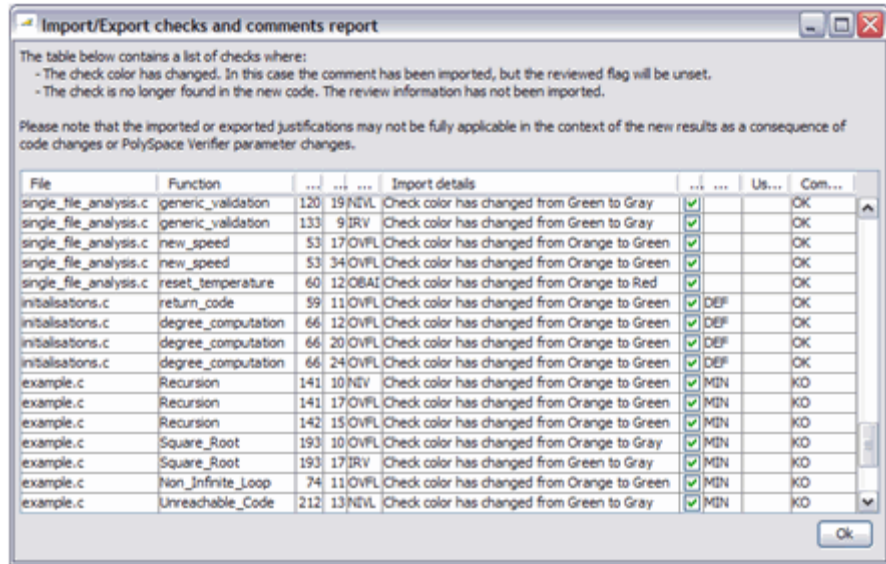 Import/Export checks and comments report
The table below contains a list of checks where:
- The check color has changed. In this case the comment has been imported, but the reviewed flag will be unset.
- The check is no longer found in the new code. The review information has not been imported.
Please note that the imported or exported justifications may not be fully applicable in the context of the new results as a consequence of
code changes or PolySpace Verifier parameter changes.
File Function ... ... ... Import details ... ... Us... Com...
single_file_analysis.c generic_validation 120 19 NIVL Check color has changed from Green to Gray OK
single_file_analysis.c generic_validation 133 9 IRV Check color has changed from Green to Gray OK
single_file_analysis.c new_speed 53 17 OVFL Check color has changed from Orange to Green OK
single_file_analysis.c new_speed 53 34 OVFL Check color has changed from Orange to Green OK
single_file_analysis.c reset_temperature 60 12 OBAI Check color has changed from Orange to Red OK
initialisations.c return_code 59 11 OVFL Check color has changed from Orange to Green DEF OK
initialisations.c degree_computation 66 12 OVFL Check color has changed from Orange to Green DEF OK
initialisations.c degree_computation 66 20 OVFL Check color has changed from Orange to Green DEF OK
initialisations.c degree_computation 66 24 OVFL Check color has changed from Orange to Green DEF OK
example.c Recursion 141 10 NIV Check color has changed from Orange to Green MIN KO
example.c Recursion 141 17 OVFL Check color has changed from Orange to Green MIN KO
example.c Recursion 142 15 OVFL Check color has changed from Orange to Green MIN KO
example.c Square_Root 193 10 OVFL Check color has changed from Orange to Gray MIN KO
example.c Square_Root 193 17 IRV Check color has changed from Green to Gray MIN KO
example.c Non_Infinite_Loop 74 11 OVFL Check color has changed from Orange to Green MIN KO
example.c Unreachable_Code 212 13 NIVL Check color has changed from Green to Gray MIN KO
Ok